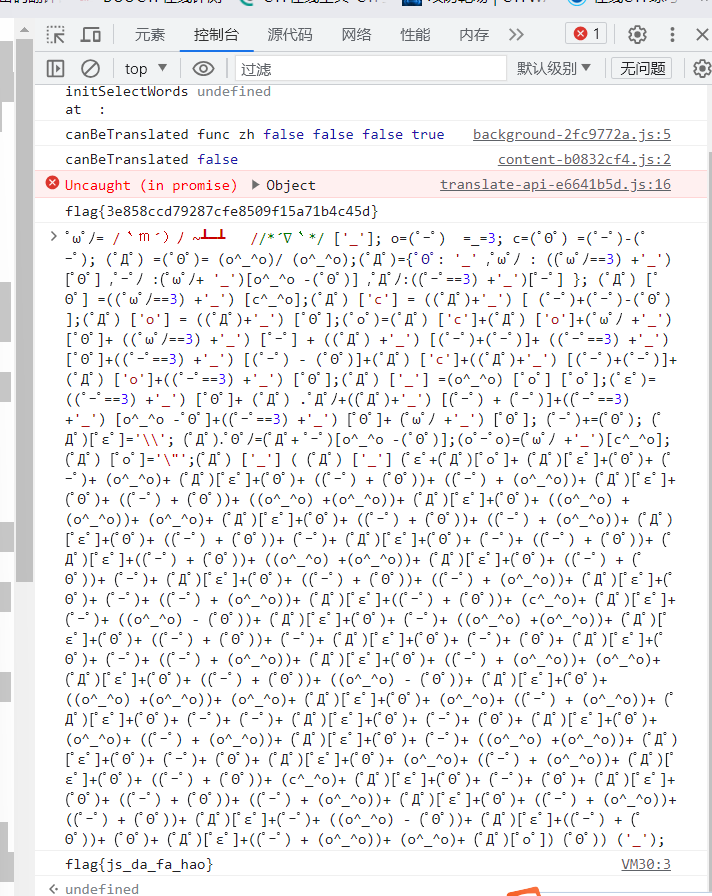 元素 控制台 源代码 网络 性能 内存 1
top 过滤 默认级别 无问题
initSelectWords undefined
at :
canBeTranslated func zh false false false true background-2fc9772a.js:5
canBeTranslated false content-b0832cf4.js:2
Uncaught (in promise) Object translate-api-e6641b5d.js:16
flag{3e858ccd79287cfe8509f15a71b4c45d}
ﾟωﾟﾉ= /｀ｍ´）ﾉ ~┻━┻ //*´∇｀*/ ['_']; o=(ﾟｰﾟ) =_=3; c=(ﾟΘﾟ) =(ﾟｰﾟ)-(ﾟ
ｰﾟ); (ﾟДﾟ) =(ﾟΘﾟ)= (o^_^o)/ (o^_^o);(ﾟДﾟ)={ﾟΘﾟ: '_' ,ﾟωﾟﾉ : ((ﾟωﾟﾉ==3) +'_')
[ﾟΘﾟ] ,ﾟｰﾟﾉ :(ﾟωﾟﾉ+ '_')[o^_^o -(ﾟΘﾟ)] ,ﾟДﾟﾉ:((ﾟｰﾟ==3) +'_')[ﾟｰﾟ] }; (ﾟДﾟ) [ﾟ
Θﾟ] =((ﾟωﾟﾉ==3) +'_') [c^_^o];(ﾟДﾟ) ['c'] = ((ﾟДﾟ)+'_') [ (ﾟｰﾟ)+(ﾟｰﾟ)-(ﾟΘﾟ)
];(ﾟДﾟ) ['o'] = ((ﾟДﾟ)+'_') [ﾟΘﾟ];(ﾟoﾟ)=(ﾟДﾟ) ['c']+(ﾟДﾟ) ['o']+(ﾟωﾟﾉ +'_')
[ﾟΘﾟ]+ ((ﾟωﾟﾉ==3) +'_') [ﾟｰﾟ] + ((ﾟДﾟ) +'_') [(ﾟｰﾟ)+(ﾟｰﾟ)]+ ((ﾟｰﾟ==3) +'_')
[ﾟΘﾟ]+((ﾟｰﾟ==3) +'_') [(ﾟｰﾟ) - (ﾟΘﾟ)]+(ﾟДﾟ) ['c']+((ﾟДﾟ)+'_') [(ﾟｰﾟ)+(ﾟｰﾟ)]+
(ﾟДﾟ) ['o']+((ﾟｰﾟ==3) +'_') [ﾟΘﾟ];(ﾟДﾟ) ['_'] =(o^_^o) [ﾟoﾟ] [ﾟoﾟ];(ﾟεﾟ)=
((ﾟｰﾟ==3) +'_') [ﾟΘﾟ]+ (ﾟДﾟ) .ﾟДﾟﾉ+((ﾟДﾟ)+'_') [(ﾟｰﾟ) + (ﾟｰﾟ)]+((ﾟｰﾟ==3)
+'_') [o^_^o -ﾟΘﾟ]+((ﾟｰﾟ==3) +'_') [ﾟΘﾟ]+ (ﾟωﾟﾉ +'_') [ﾟΘﾟ]; (ﾟｰﾟ)+=(ﾟΘﾟ); (ﾟ
Дﾟ)[ﾟεﾟ]='\\'; (ﾟДﾟ).ﾟΘﾟﾉ=(ﾟДﾟ+ﾟｰﾟ)[o^_^o -(ﾟΘﾟ)];(oﾟｰﾟo)=(ﾟωﾟﾉ +'_')[c^_^o];
(ﾟДﾟ) [ﾟoﾟ]='\"';(ﾟДﾟ) ['_'] ( (ﾟДﾟ) ['_'] (ﾟεﾟ+(ﾟДﾟ)[ﾟoﾟ]+ (ﾟДﾟ)[ﾟεﾟ]+(ﾟΘﾟ)+ (ﾟ
ｰﾟ)+ (o^_^o)+ (ﾟДﾟ)[ﾟεﾟ]+(ﾟΘﾟ)+ ((ﾟｰﾟ) + (ﾟΘﾟ))+ ((ﾟｰﾟ) + (o^_^o))+ (ﾟДﾟ)[ﾟεﾟ]+
(ﾟΘﾟ)+ ((ﾟｰﾟ) + (ﾟΘﾟ))+ ((o^_^o) +(o^_^o))+ (ﾟДﾟ)[ﾟεﾟ]+(ﾟΘﾟ)+ ((o^_^o) +
(o^_^o))+ (o^_^o)+ (ﾟДﾟ)[ﾟεﾟ]+(ﾟΘﾟ)+ ((ﾟｰﾟ) + (ﾟΘﾟ))+ ((ﾟｰﾟ) + (o^_^o))+ (ﾟДﾟ)
[ﾟεﾟ]+(ﾟΘﾟ)+ ((ﾟｰﾟ) + (ﾟΘﾟ))+ (ﾟｰﾟ)+ (ﾟДﾟ)[ﾟεﾟ]+(ﾟΘﾟ)+ (ﾟｰﾟ)+ ((ﾟｰﾟ) + (ﾟΘﾟ))+
(ﾟДﾟ)[ﾟεﾟ]+((ﾟｰﾟ) + (ﾟΘﾟ))+ ((o^_^o) +(o^_^o))+ (ﾟДﾟ)[ﾟεﾟ]+(ﾟΘﾟ)+ ((ﾟｰﾟ) + (ﾟ
Θﾟ))+ (ﾟｰﾟ)+ (ﾟДﾟ)[ﾟεﾟ]+(ﾟΘﾟ)+ ((ﾟｰﾟ) + (ﾟΘﾟ))+ ((ﾟｰﾟ) + (o^_^o))+ (ﾟДﾟ)[ﾟεﾟ]+(ﾟ
Θﾟ)+ (ﾟｰﾟ)+ ((ﾟｰﾟ) + (o^_^o))+ (ﾟДﾟ)[ﾟεﾟ]+((ﾟｰﾟ) + (ﾟΘﾟ))+ (c^_^o)+ (ﾟДﾟ)[ﾟεﾟ]+
(ﾟｰﾟ)+ ((o^_^o) - (ﾟΘﾟ))+ (ﾟДﾟ)[ﾟεﾟ]+(ﾟΘﾟ)+ (ﾟｰﾟ)+ ((o^_^o) +(o^_^o))+ (ﾟДﾟ)
[ﾟεﾟ]+(ﾟΘﾟ)+ ((ﾟｰﾟ) + (ﾟΘﾟ))+ (ﾟｰﾟ)+ (ﾟДﾟ)[ﾟεﾟ]+(ﾟΘﾟ)+ (ﾟｰﾟ)+ (ﾟΘﾟ)+ (ﾟДﾟ)[ﾟεﾟ]+(ﾟ
Θﾟ)+ (ﾟｰﾟ)+ ((ﾟｰﾟ) + (o^_^o))+ (ﾟДﾟ)[ﾟεﾟ]+(ﾟΘﾟ)+ ((ﾟｰﾟ) + (o^_^o))+ (o^_^o)+
(ﾟДﾟ)[ﾟεﾟ]+(ﾟΘﾟ)+ ((ﾟｰﾟ) + (ﾟΘﾟ))+ ((o^_^o) - (ﾟΘﾟ))+ (ﾟДﾟ)[ﾟεﾟ]+(ﾟΘﾟ)+
((o^_^o) +(o^_^o))+ (o^_^o)+ (ﾟДﾟ)[ﾟεﾟ]+(ﾟΘﾟ)+ (o^_^o)+ ((ﾟｰﾟ) + (o^_^o))+ (ﾟ
Дﾟ)[ﾟεﾟ]+(ﾟΘﾟ)+ (ﾟｰﾟ)+ (ﾟｰﾟ)+ (ﾟДﾟ)[ﾟεﾟ]+(ﾟΘﾟ)+ (ﾟｰﾟ)+ (ﾟΘﾟ)+ (ﾟДﾟ)[ﾟεﾟ]+(ﾟΘﾟ)+
(o^_^o)+ ((ﾟｰﾟ) + (o^_^o))+ (ﾟДﾟ)[ﾟεﾟ]+(ﾟΘﾟ)+ (ﾟｰﾟ)+ ((o^_^o) +(o^_^o))+ (ﾟДﾟ)
[ﾟεﾟ]+(ﾟΘﾟ)+ (ﾟｰﾟ)+ (ﾟΘﾟ)+ (ﾟДﾟ)[ﾟεﾟ]+(ﾟΘﾟ)+ (o^_^o)+ ((ﾟｰﾟ) + (o^_^o))+ (ﾟДﾟ)
[ﾟεﾟ]+(ﾟΘﾟ)+ ((ﾟｰﾟ) + (ﾟΘﾟ))+ (c^_^o)+ (ﾟДﾟ)[ﾟεﾟ]+(ﾟΘﾟ)+ (ﾟｰﾟ)+ (ﾟΘﾟ)+ (ﾟДﾟ)[ﾟεﾟ]+
(ﾟΘﾟ)+ ((ﾟｰﾟ) + (ﾟΘﾟ))+ ((ﾟｰﾟ) + (o^_^o))+ (ﾟДﾟ)[ﾟεﾟ]+(ﾟΘﾟ)+ ((ﾟｰﾟ) + (o^_^o))+
((ﾟｰﾟ) + (ﾟΘﾟ))+ (ﾟДﾟ)[ﾟεﾟ]+(ﾟｰﾟ)+ ((o^_^o) - (ﾟΘﾟ))+ (ﾟДﾟ)[ﾟεﾟ]+((ﾟｰﾟ) + (ﾟ
Θﾟ))+ (ﾟΘﾟ)+ (ﾟДﾟ)[ﾟεﾟ]+((ﾟｰﾟ) + (o^_^o))+ (o^_^o)+ (ﾟДﾟ)[ﾟoﾟ]) (ﾟΘﾟ)) ('_');
flag{js_da_fa_hao} VM30:3
undefined